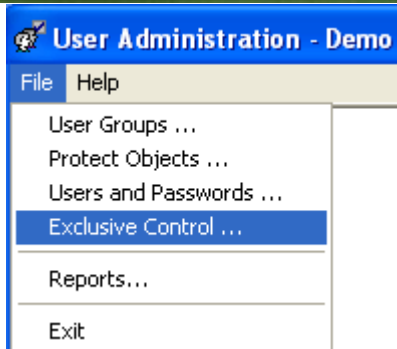 User Administration - Demo
File Help
User Groups ...
Protect Objects ...
Users and Passwords ...
Exclusive Control ...
Reports...
Exit